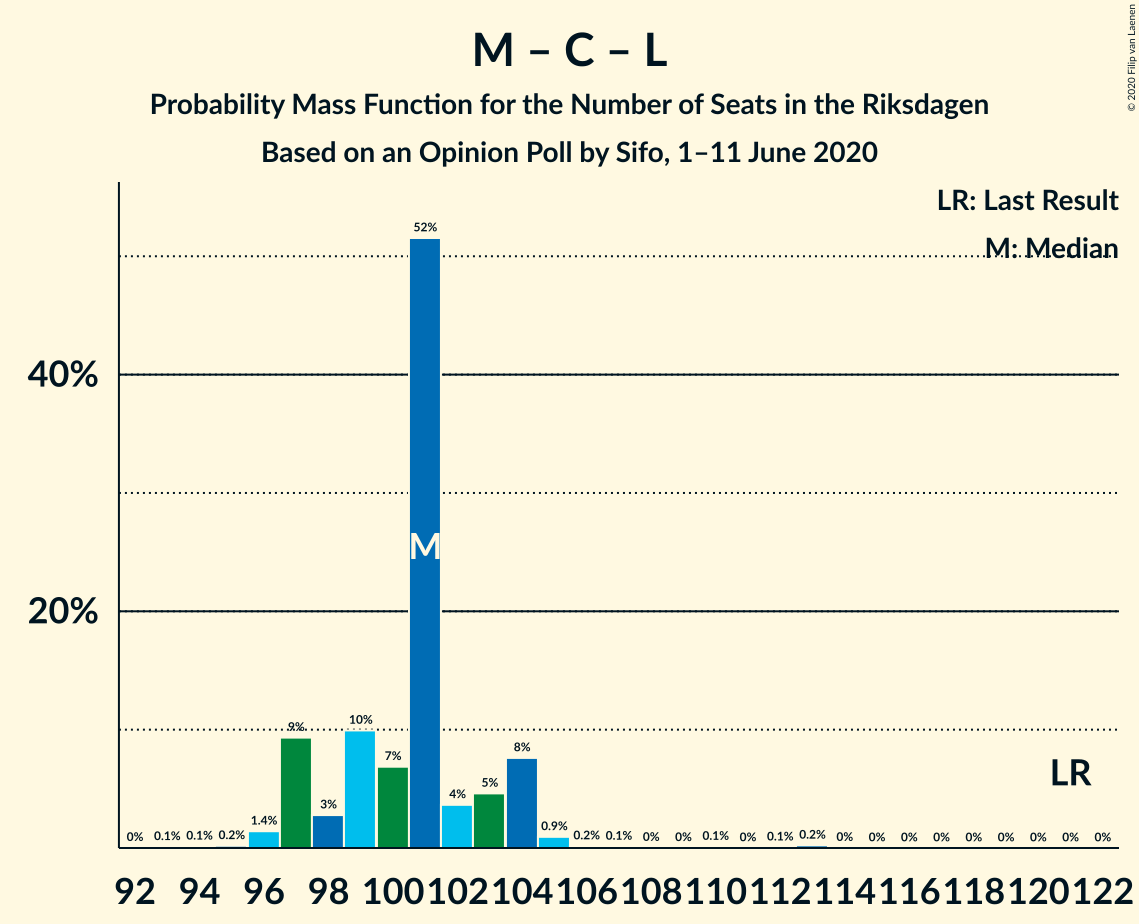 M – C – L
Probability Mass Function for the Number of Seats in the Riksdagen
Based on an Opinion Poll by Sifo, 1–11 June 2020
© 2020 Filip van Laenen
LR: Last Result
M: Median
52%
40%
M
20%
9%
10%
7%
8%
LR
0% 0.1% 0.1% 0.2% 1.4% 3% 4% 5% 0.9% 0.2% 0.1% 0% 0% 0.1% 0% 0.1% 0.2% 0% 0% 0% 0% 0% 0% 0% 0% 0%
92 94 96 98 100 102 104 106 108 110 112 114 116 118 120 122